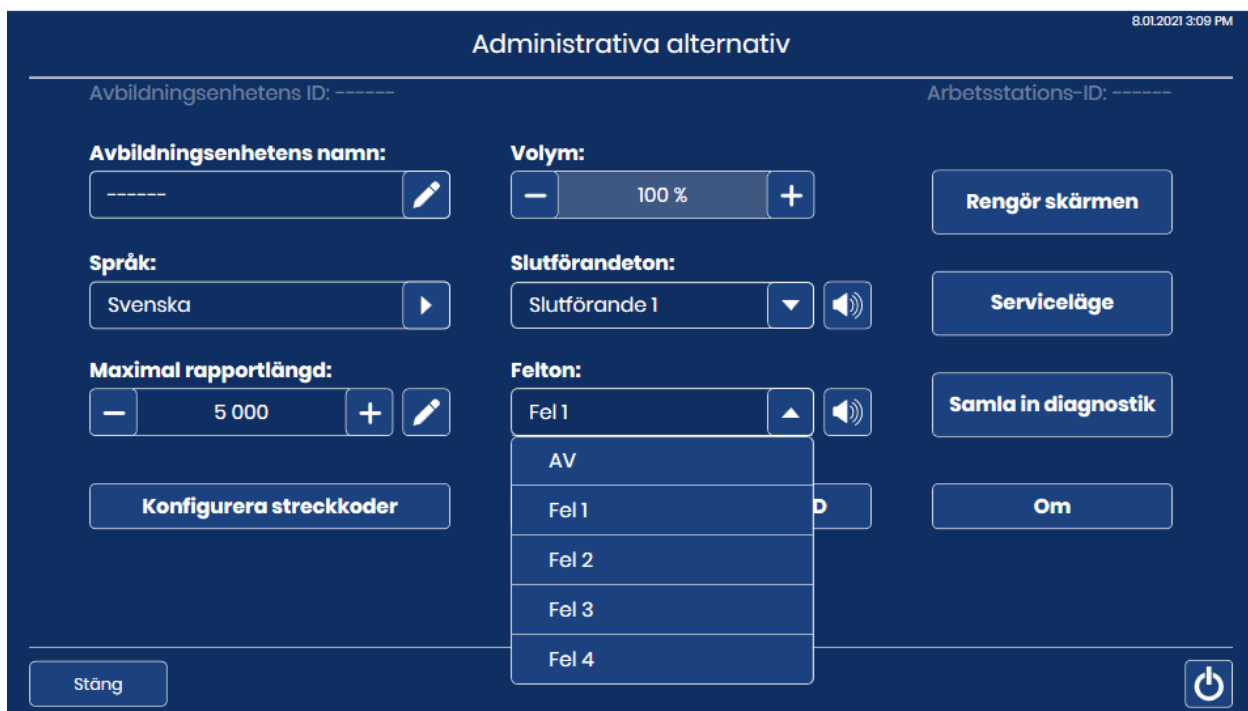 8.01.2021 3:09 PM
Administrativa alternativ
Avbildningsenhetens ID: ------
Arbetsstations-ID: ------
Avbildningsenhetens namn:
------
Volym:
100 %
Rengör skärmen
Språk:
Svenska
Slutförandeton:
Slutförande 1
Serviceläge
Maximal rapportlängd:
5 000
Felton:
Fel 1
Samla in diagnostik
AV
Fel 1
Fel 2
Fel 3
Fel 4
Konfigurera streckkoder
D
Om
Stäng